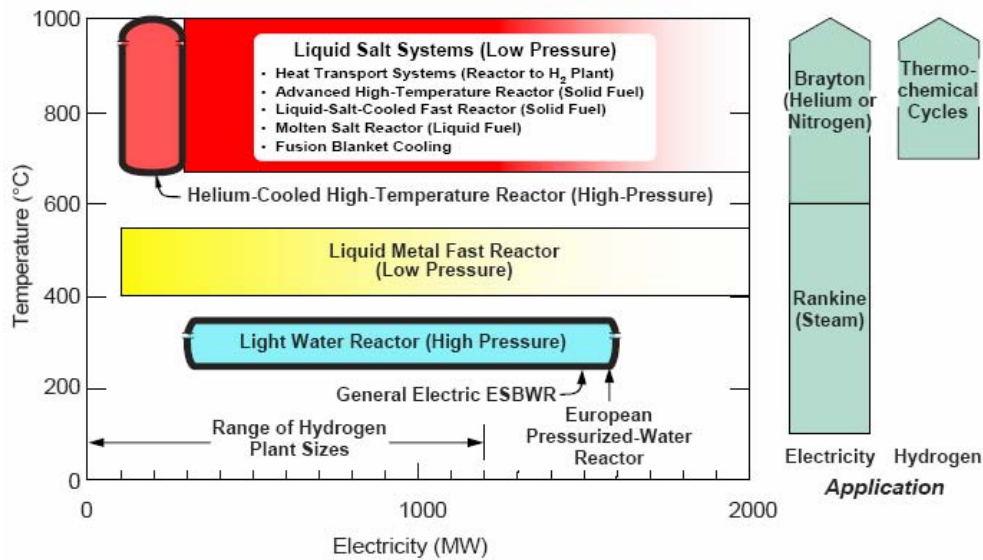 1000
800
600
400
200
0
Temperature (°C)
Liquid Salt Systems (Low Pressure)
• Heat Transport Systems (Reactor to H2 Plant)
• Advanced High-Temperature Reactor (Solid Fuel)
• Liquid-Salt-Cooled Fast Reactor (Solid Fuel)
• Molten Salt Reactor (Liquid Fuel)
• Fusion Blanket Cooling
Helium-Cooled High-Temperature Reactor (High-Pressure)
Liquid Metal Fast Reactor
(Low Pressure)
Light Water Reactor (High Pressure)
General Electric ESBWR
European
Pressurized-Water
Reactor
Range of Hydrogen
Plant Sizes
0
1000
2000
Electricity (MW)
Brayton
(Helium or
Nitrogen)
Thermo-
chemical
Cycles
Rankine
(Steam)
Electricity
Hydrogen
Application